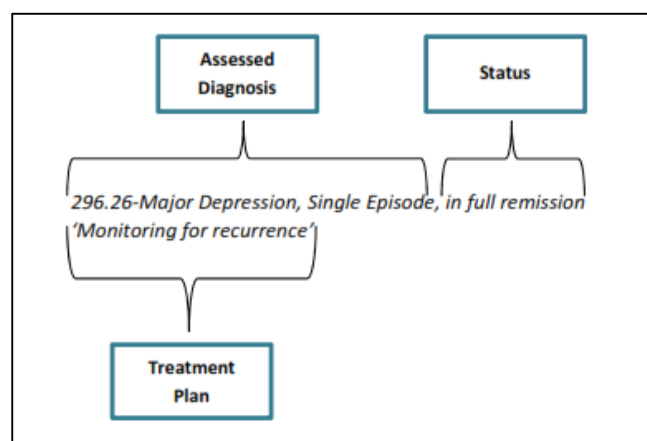 Assessed
Diagnosis
Status
296.26-Major Depression, Single Episode, in full remission
‘Monitoring for recurrence’
Treatment
Plan